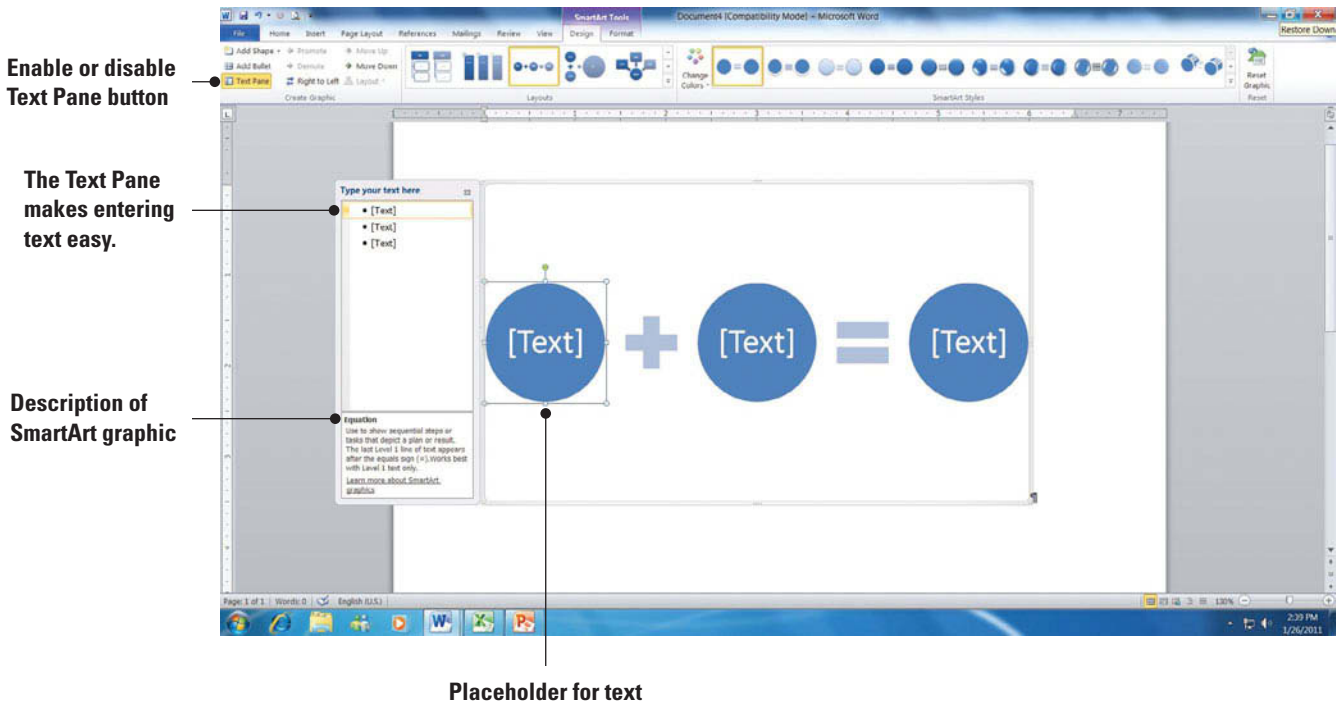 SmartArt Tools
Document4 [Compatibility Mode] - Microsoft Word
Restore Down
File Home Insert Page Layout References Mailings Review View Design Format
Add Shape Promote Move Up
Add Bullet Demote Move Down
Text Pane Right to Left Layout
Change
Colors
Reset
Graphic
Create Graphic Layouts SmartArt Styles Reset
Enable or disable
Text Pane button
The Text Pane
makes entering
text easy.
Type your text here
• [Text]
• [Text]
• [Text]
[Text] + [Text] = [Text]
Description of
SmartArt graphic
Equation
Use to show sequential steps or
tasks that depict a plan or result.
The last Level 1 line of text appears
after the equals sign (=).Works best
with Level 1 text only.
Learn more about SmartArt
graphics
Page: 1 of 1 Words: 0 English (U.S.) 130%
2:39 PM
1/26/2011
Placeholder for text